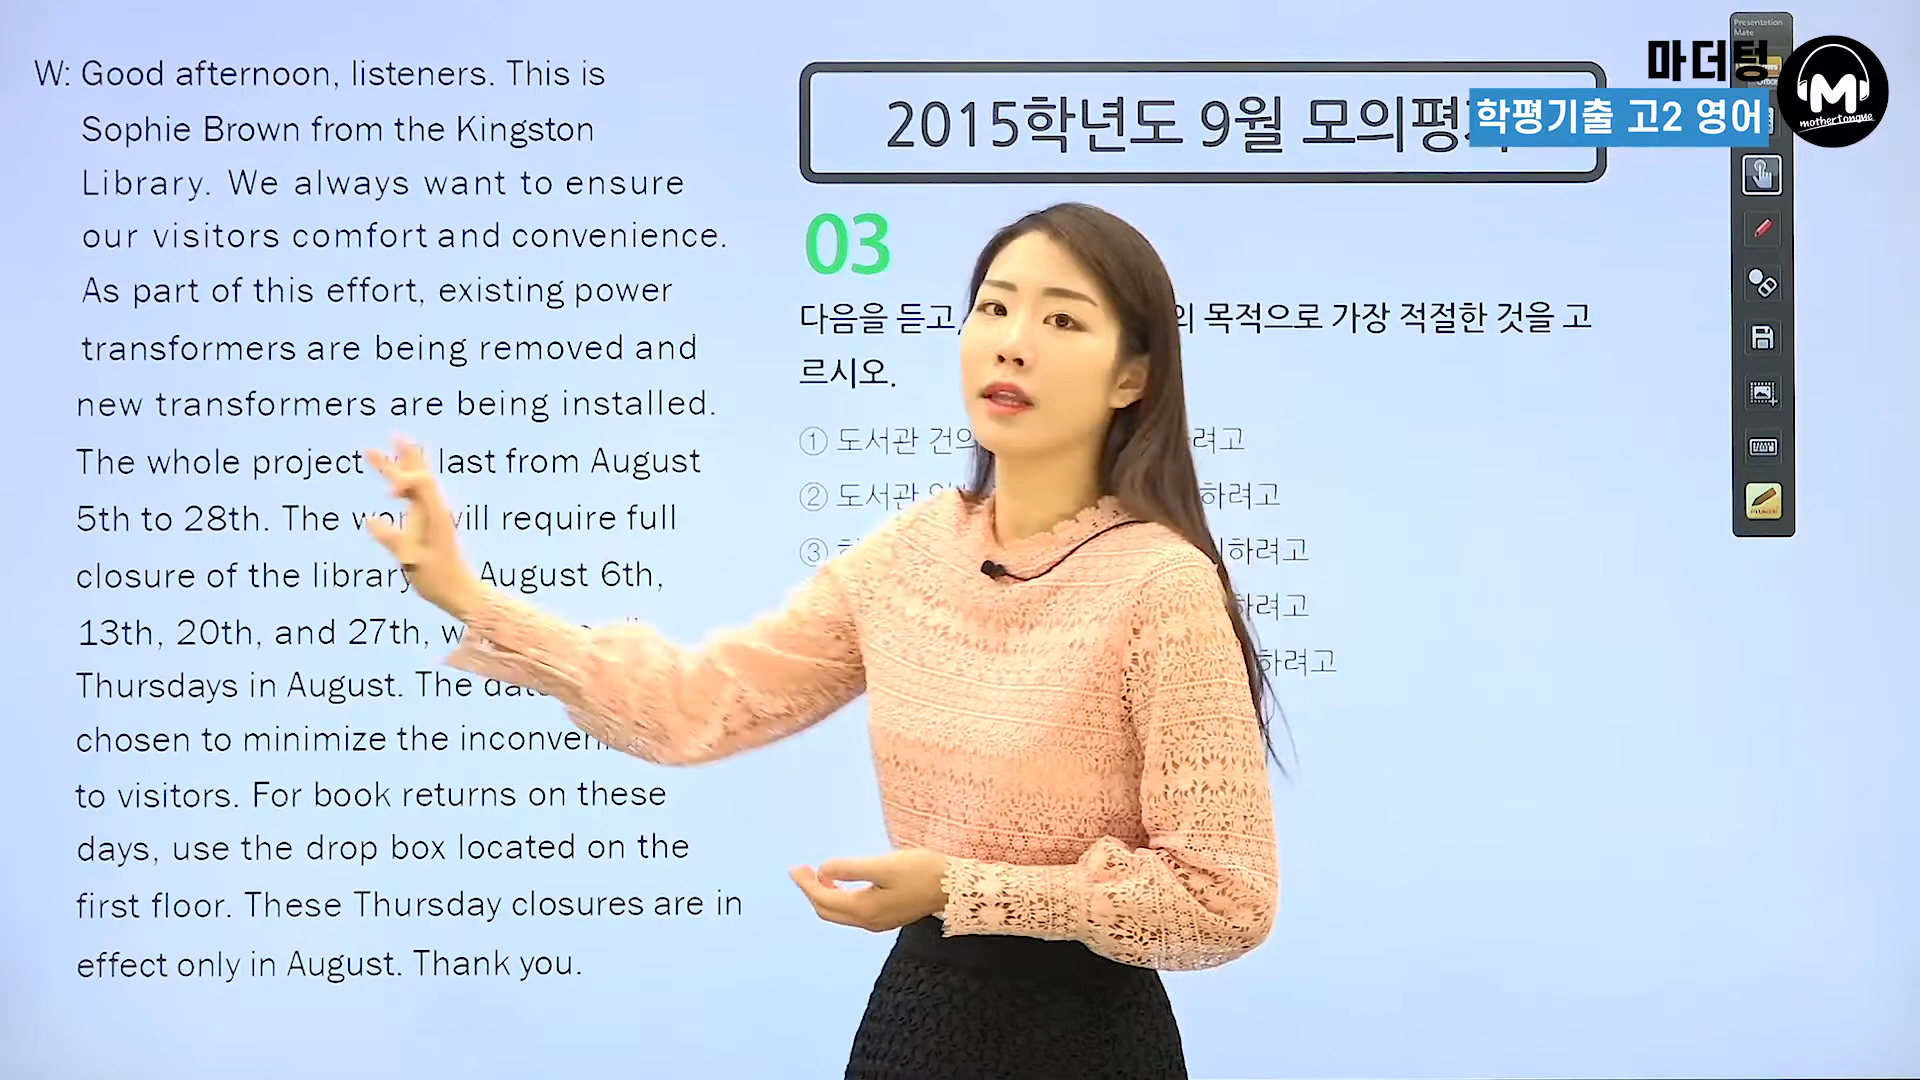 W: Good afternoon, listeners. This is
Sophie Brown from the Kingston
Library. We always want to ensure
our visitors comfort and convenience.
As part of this effort, existing power
transformers are being removed and
new transformers are being installed.
The whole project last from August
5th to 28th. The will require full
closure of the library August 6th,
13th, 20th, and 27th,
Thursdays in August. The
chosen to minimize the
to visitors. For book returns on these
days, use the drop box located on the
first floor. These Thursday closures are in
effect only in August. Thank you.
2015학년도 9월
03
다음을 듣고, 목적으로 가장 적절한 것을 고
르시오.
① 도서관 려고
② 도서관 하려고
③ 하려고
하려고
하려고
Presentation
Mate
마더텅
학평기출 고2 영어
M
mothertongue